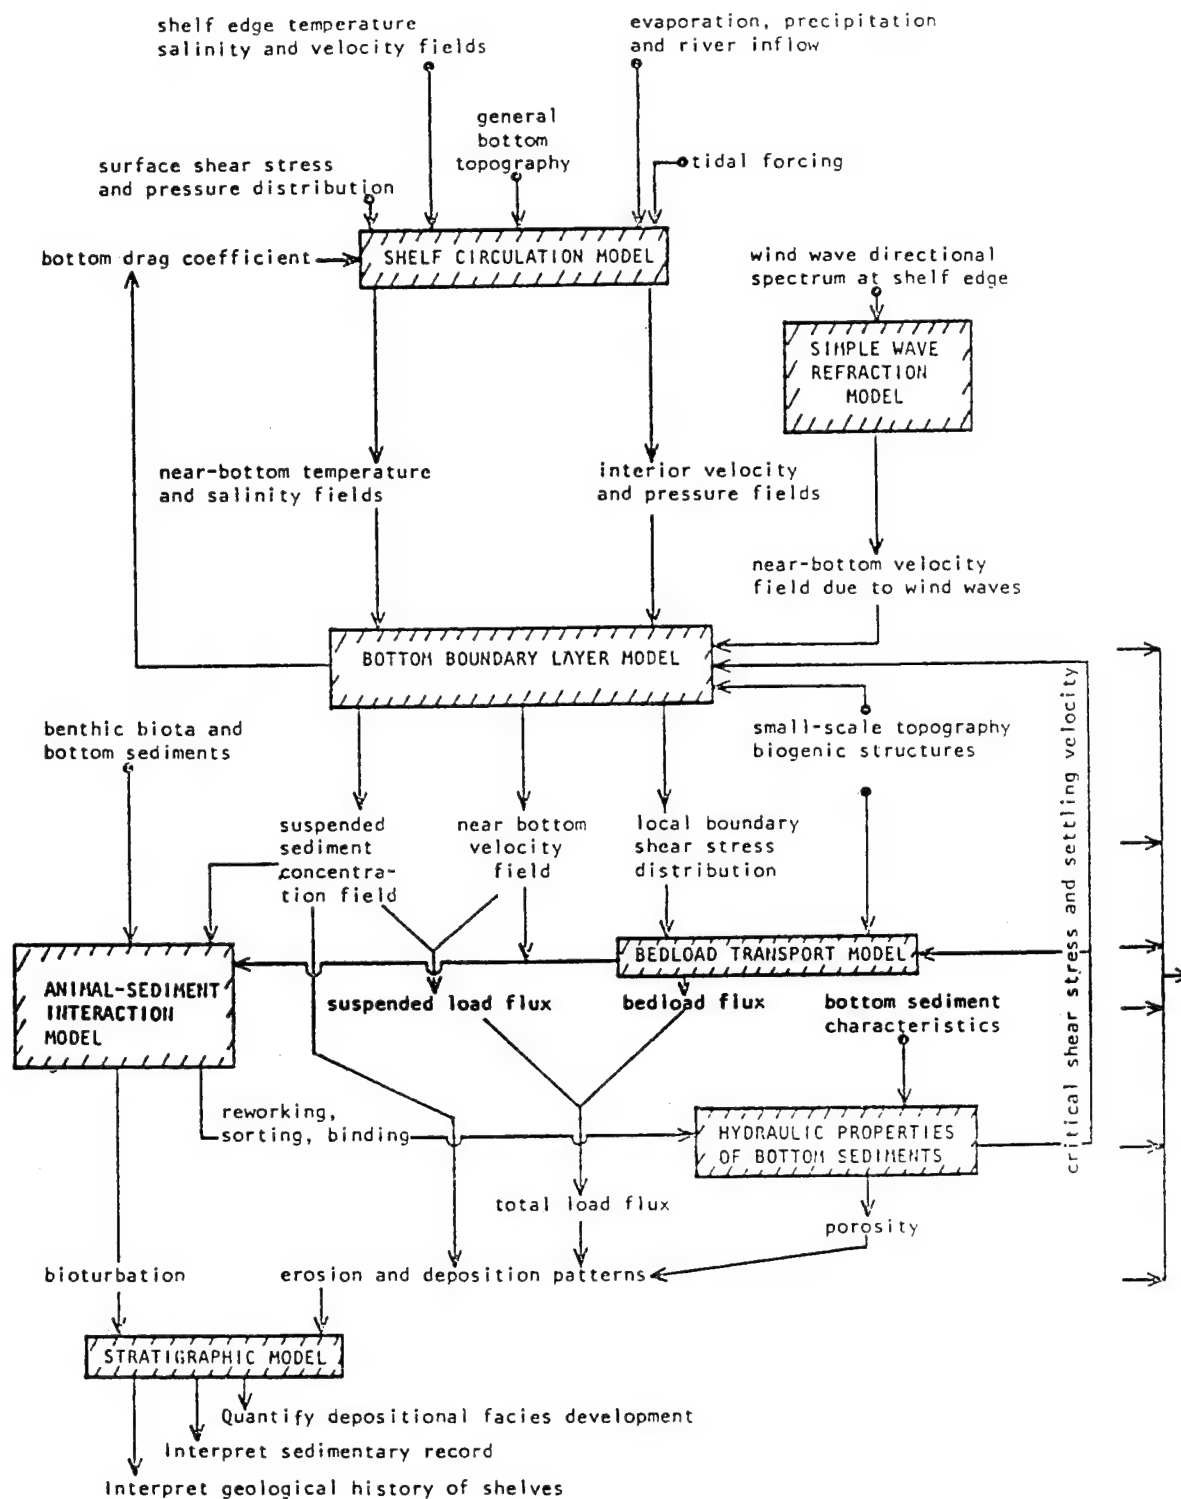 shelf edge temperature
salinity and velocity fields
evaporation, precipitation
and river inflow
general
bottom
topography
surface shear stress
and pressure distribution
tidal forcing
bottom drag coefficient
SHELF CIRCULATION MODEL
wind wave directional
spectrum at shelf edge
SIMPLE WAVE
REFRACTION
MODEL
near-bottom temperature
and salinity fields
interior velocity
and pressure fields
near-bottom velocity
field due to wind waves
BOTTOM BOUNDARY LAYER MODEL
critical shear stress and settling velocity
benthic biota and
bottom sediments
small-scale topography
biogenic structures
suspended
sediment
concentra-
tion field
near bottom
velocity
field
local boundary
shear stress
distribution
BEDLOAD TRANSPORT MODEL
ANIMAL-SEDIMENT
INTERACTION
MODEL
suspended load flux
bedload flux
bottom sediment
characteristics
reworking,
sorting, binding
HYDRAULIC PROPERTIES
OF BOTTOM SEDIMENTS
total load flux
porosity
bioturbation
erosion and deposition patterns
STRATIGRAPHIC MODEL
Quantify depositional facies development
Interpret sedimentary record
Interpret geological history of shelves